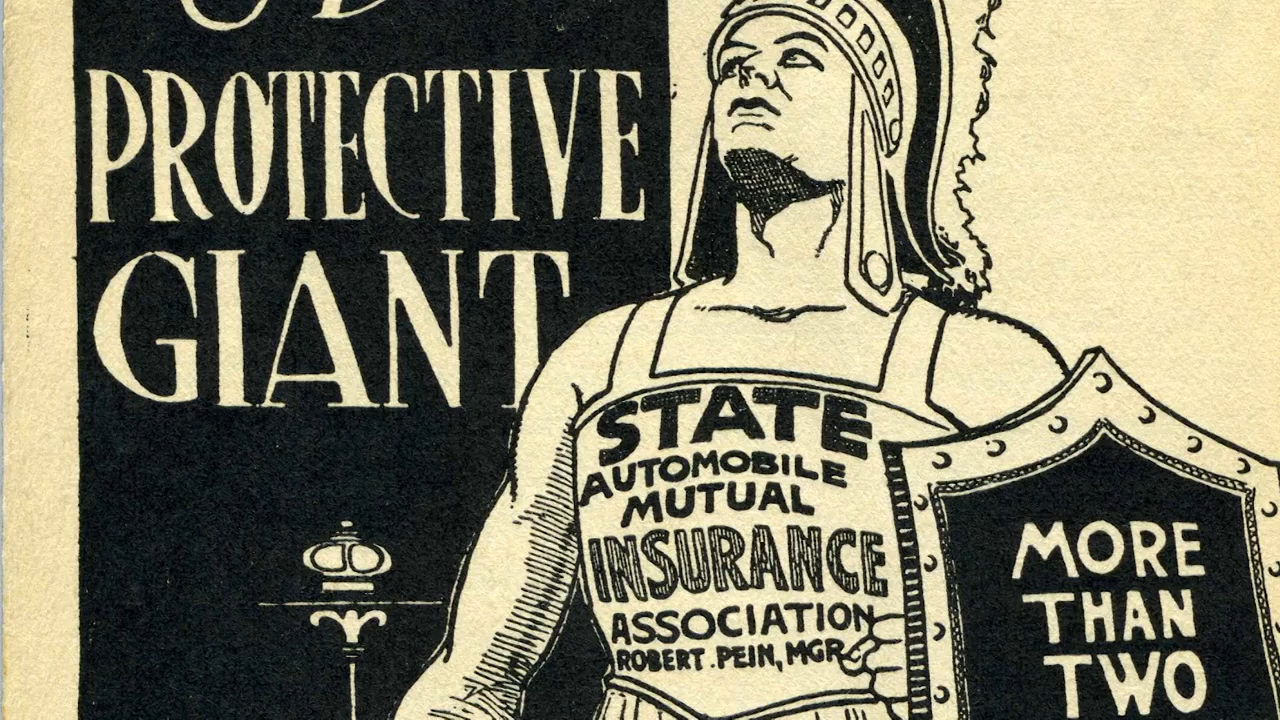 PROTECTIVE
GIANT
STATE
AUTOMOBILE
MUTUAL
INSURANCE
ASSOCIATION
ROBERT.PEIN, MGR.
MORE
THAN
TWO